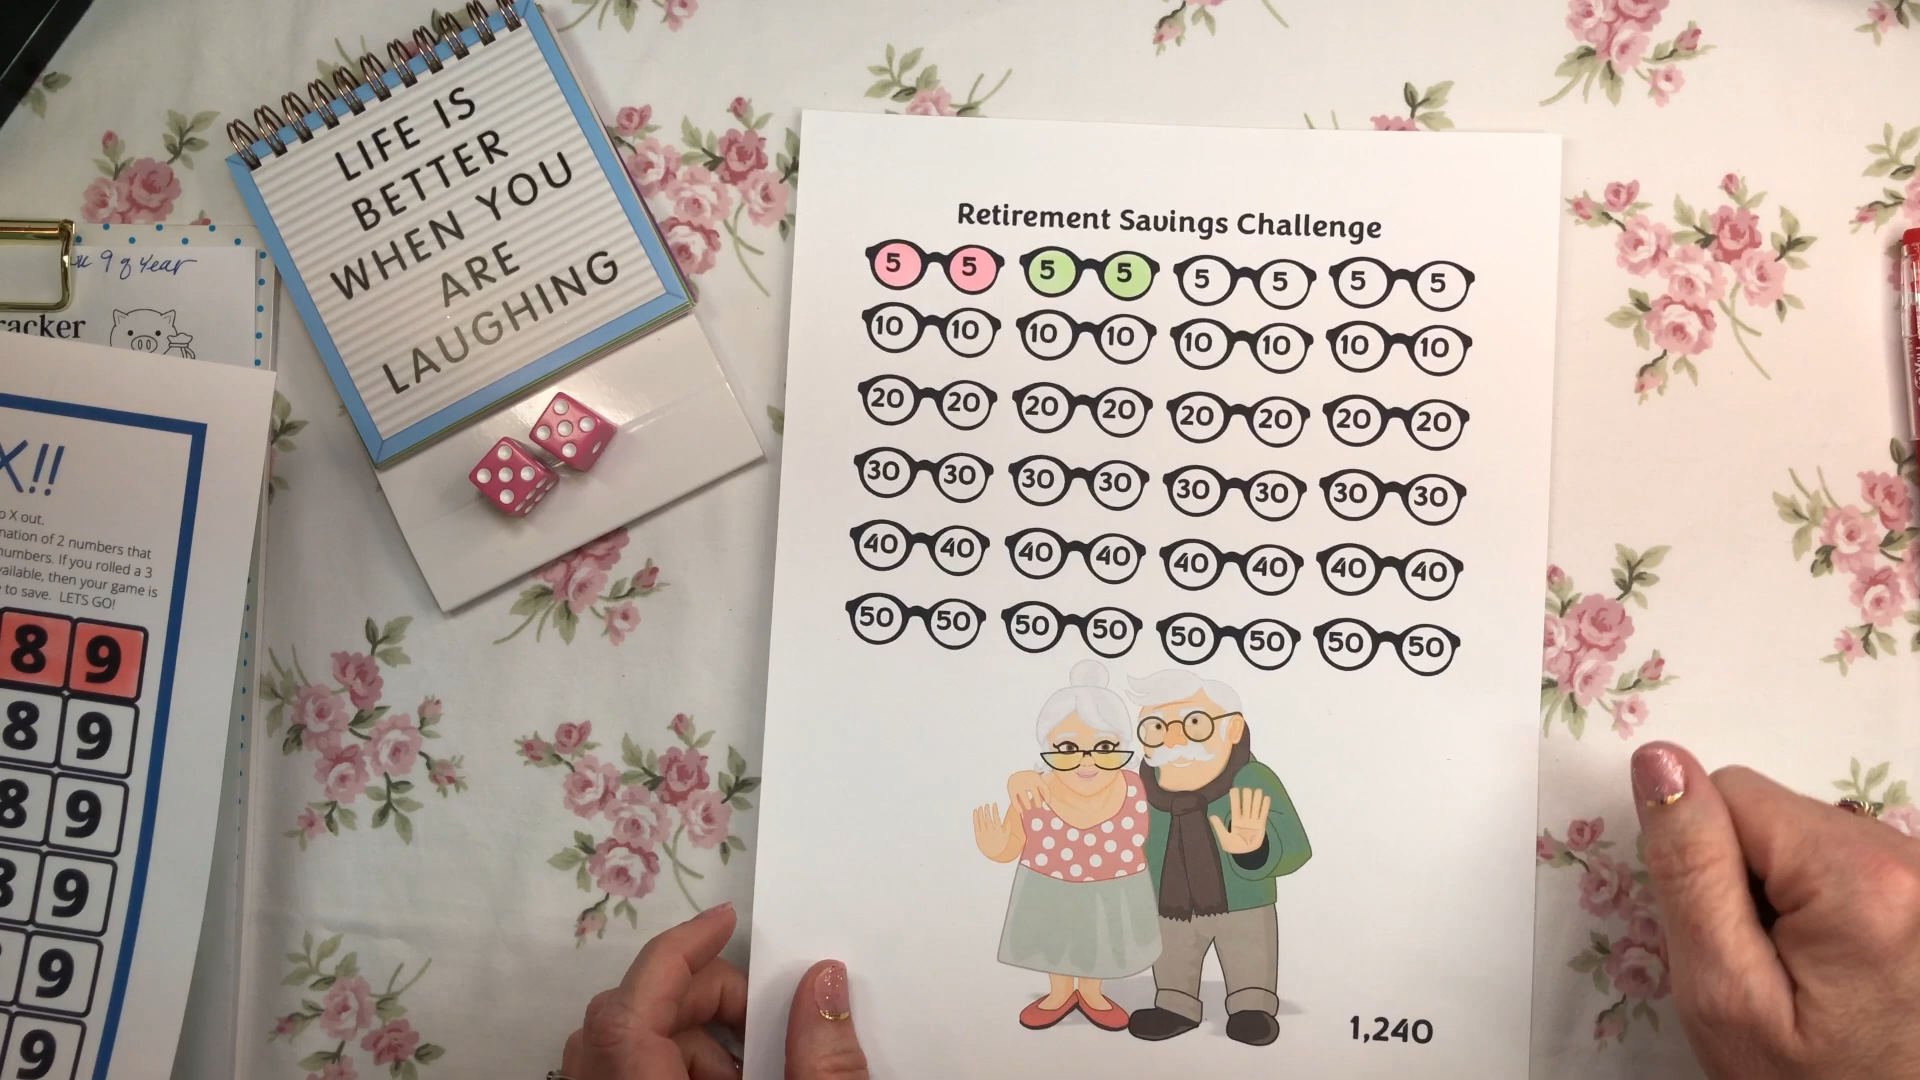 LIFE IS
BETTER
WHEN YOU
ARE
LAUGHING
9 of Year
racker
X!!
o X out.
nation of 2 numbers that
numbers. If you rolled a 3
vailable, then your game is
to save. LETS GO!
8 9
8 9
8 9
8 9
9
9
Retirement Savings Challenge
5 5 5 5 5 5 5 5
10 10 10 10 10 10 10 10
20 20 20 20 20 20 20 20
30 30 30 30 30 30 30 30
40 40 40 40 40 40 40 40
50 50 50 50 50 50 50 50
1,240